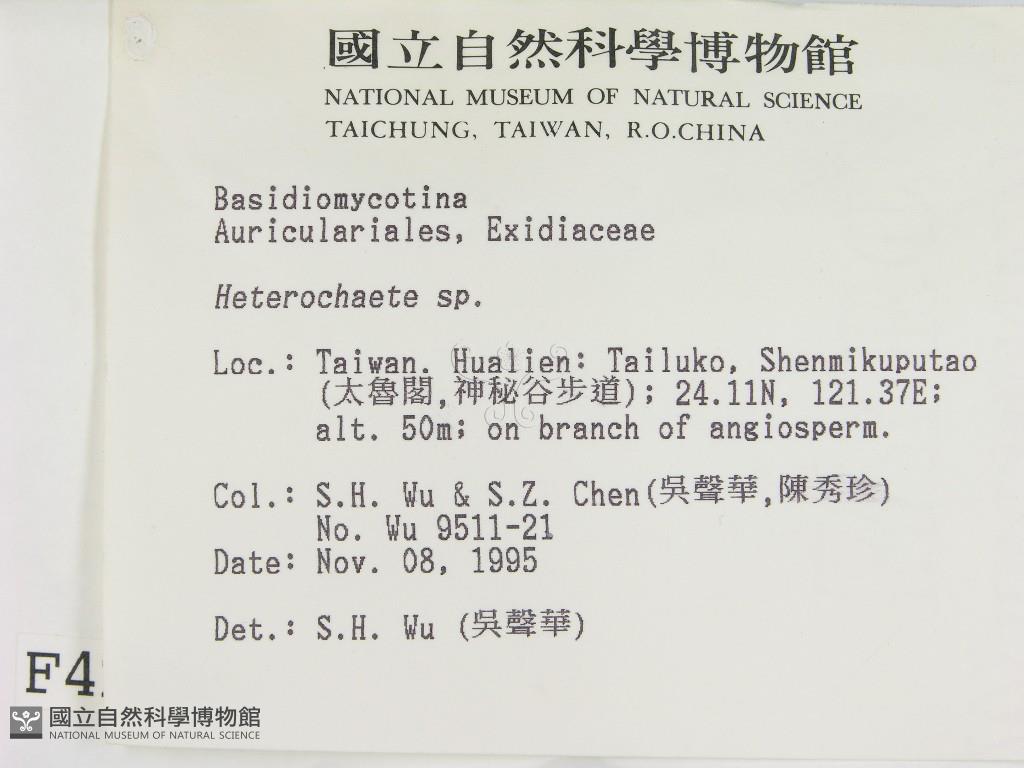 國立自然科學博物館
NATIONAL MUSEUM OF NATURAL SCIENCE
TAICHUNG, TAIWAN, R.O.CHINA
Basidiomycotina
Auriculariales, Exidiaceae
Heterochaete sp.
Loc.: Taiwan. Hualien: Tailuko, Shenmikuputao
(太魯閣,神秘谷步道); 24.11N, 121.37E;
alt. 50m; on branch of angiosperm.
Col.: S.H. Wu & S.Z. Chen(吳聲華,陳秀珍)
No. Wu 9511-21
Date: Nov. 08, 1995
Det.: S.H. Wu (吳聲華)
F4
國立自然科學博物館
NATIONAL MUSEUM OF NATURAL SCIENCE